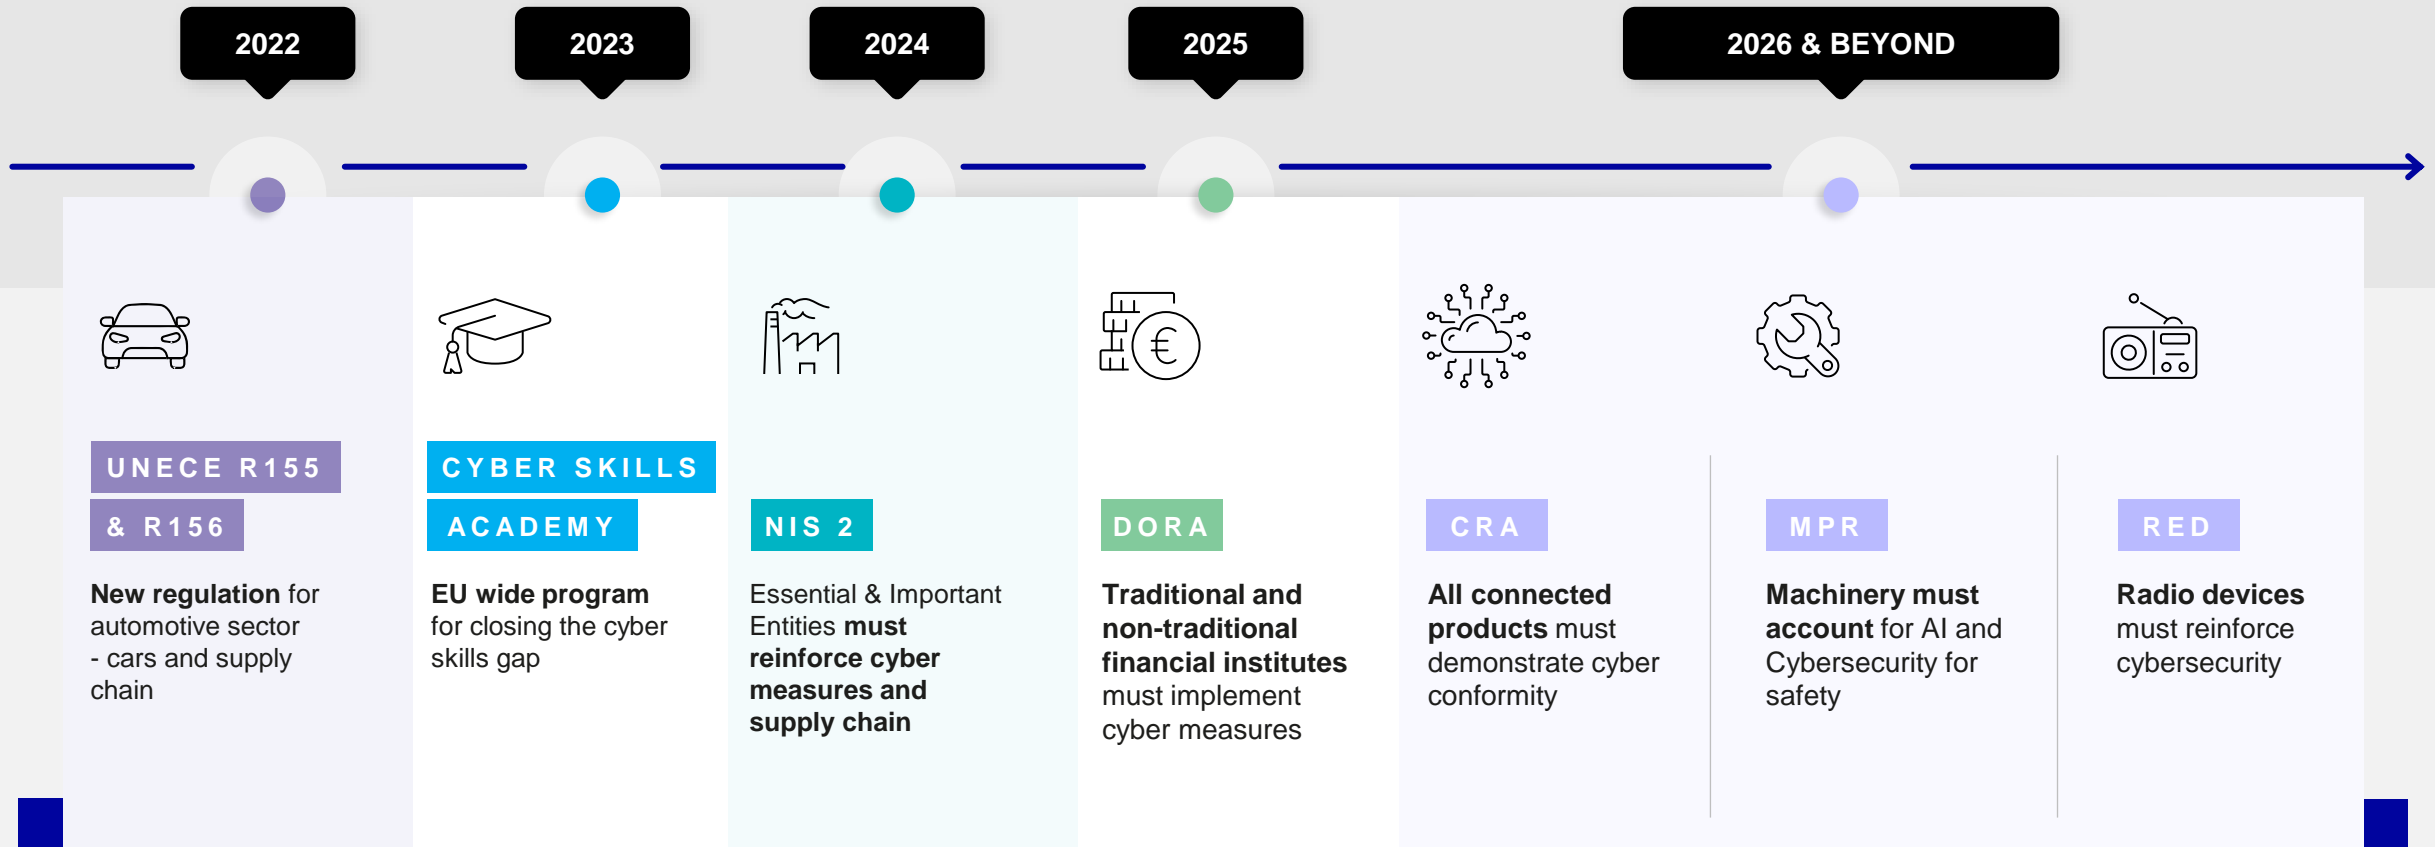 2022
2023
2024
2025
2026 & BEYOND
UNECE R155
& R156
New regulation for
automotive sector
- cars and supply
chain
CYBER SKILLS
ACADEMY
EU wide program
for closing the cyber
skills gap
NIS 2
Essential & Important
Entities must
reinforce cyber
measures and
supply chain
€
DORA
Traditional and
non-traditional
financial institutes
must implement
cyber measures
CRA
All connected
products must
demonstrate cyber
conformity
MPR
Machinery must
account for AI and
Cybersecurity for
safety
RED
Radio devices
must reinforce
cybersecurity